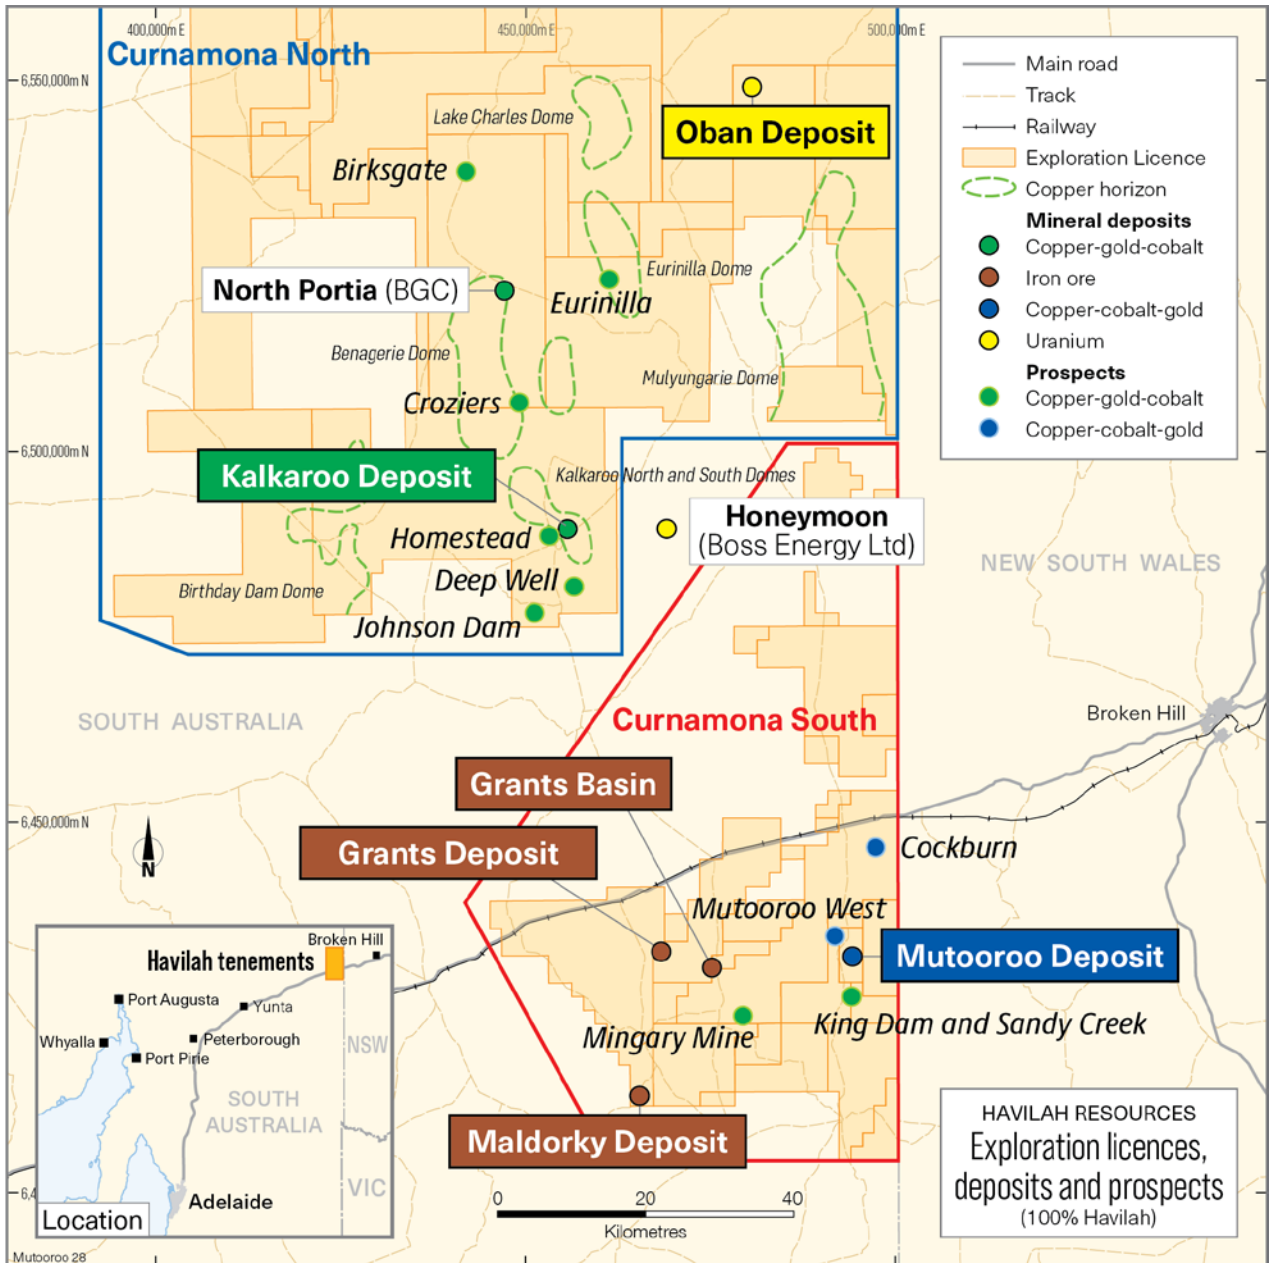 400,000m E
450,000m E
500,000m E
Curnamona North
6,550,000m N
Lake Charles Dome
Oban Deposit
Birksgate
North Portia (BGC)
Eurinilla Dome
Eurinilla
Benagerie Dome
Mulyungarie Dome
Croziers
6,500,000m N
Kalkaroo Deposit
Kalkaroo North and South Domes
Honeymoon
(Boss Energy Ltd)
Homestead
Deep Well
Birthday Dam Dome
Johnson Dam
NEW SOUTH WALES
SOUTH AUSTRALIA
Curnamona South
Broken Hill
Grants Basin
6,450,000m N
Grants Deposit
Cockburn
Mutooroo West
Mutooroo Deposit
King Dam and Sandy Creek
Mingary Mine
Maldorky Deposit
Main road
Track
Railway
Exploration Licence
Copper horizon
Mineral deposits
Copper-gold-cobalt
Iron ore
Copper-cobalt-gold
Uranium
Prospects
Copper-gold-cobalt
Copper-cobalt-gold
N
Broken Hill
Havilah tenements
Port Augusta
Yunta
Whyalla
Peterborough
Port Pirie
NSW
SOUTH
AUSTRALIA
VIC
Adelaide
Location
0 20 40
Kilometres
HAVILAH RESOURCES
Exploration licences,
deposits and prospects
(100% Havilah)
Mutooroo 28